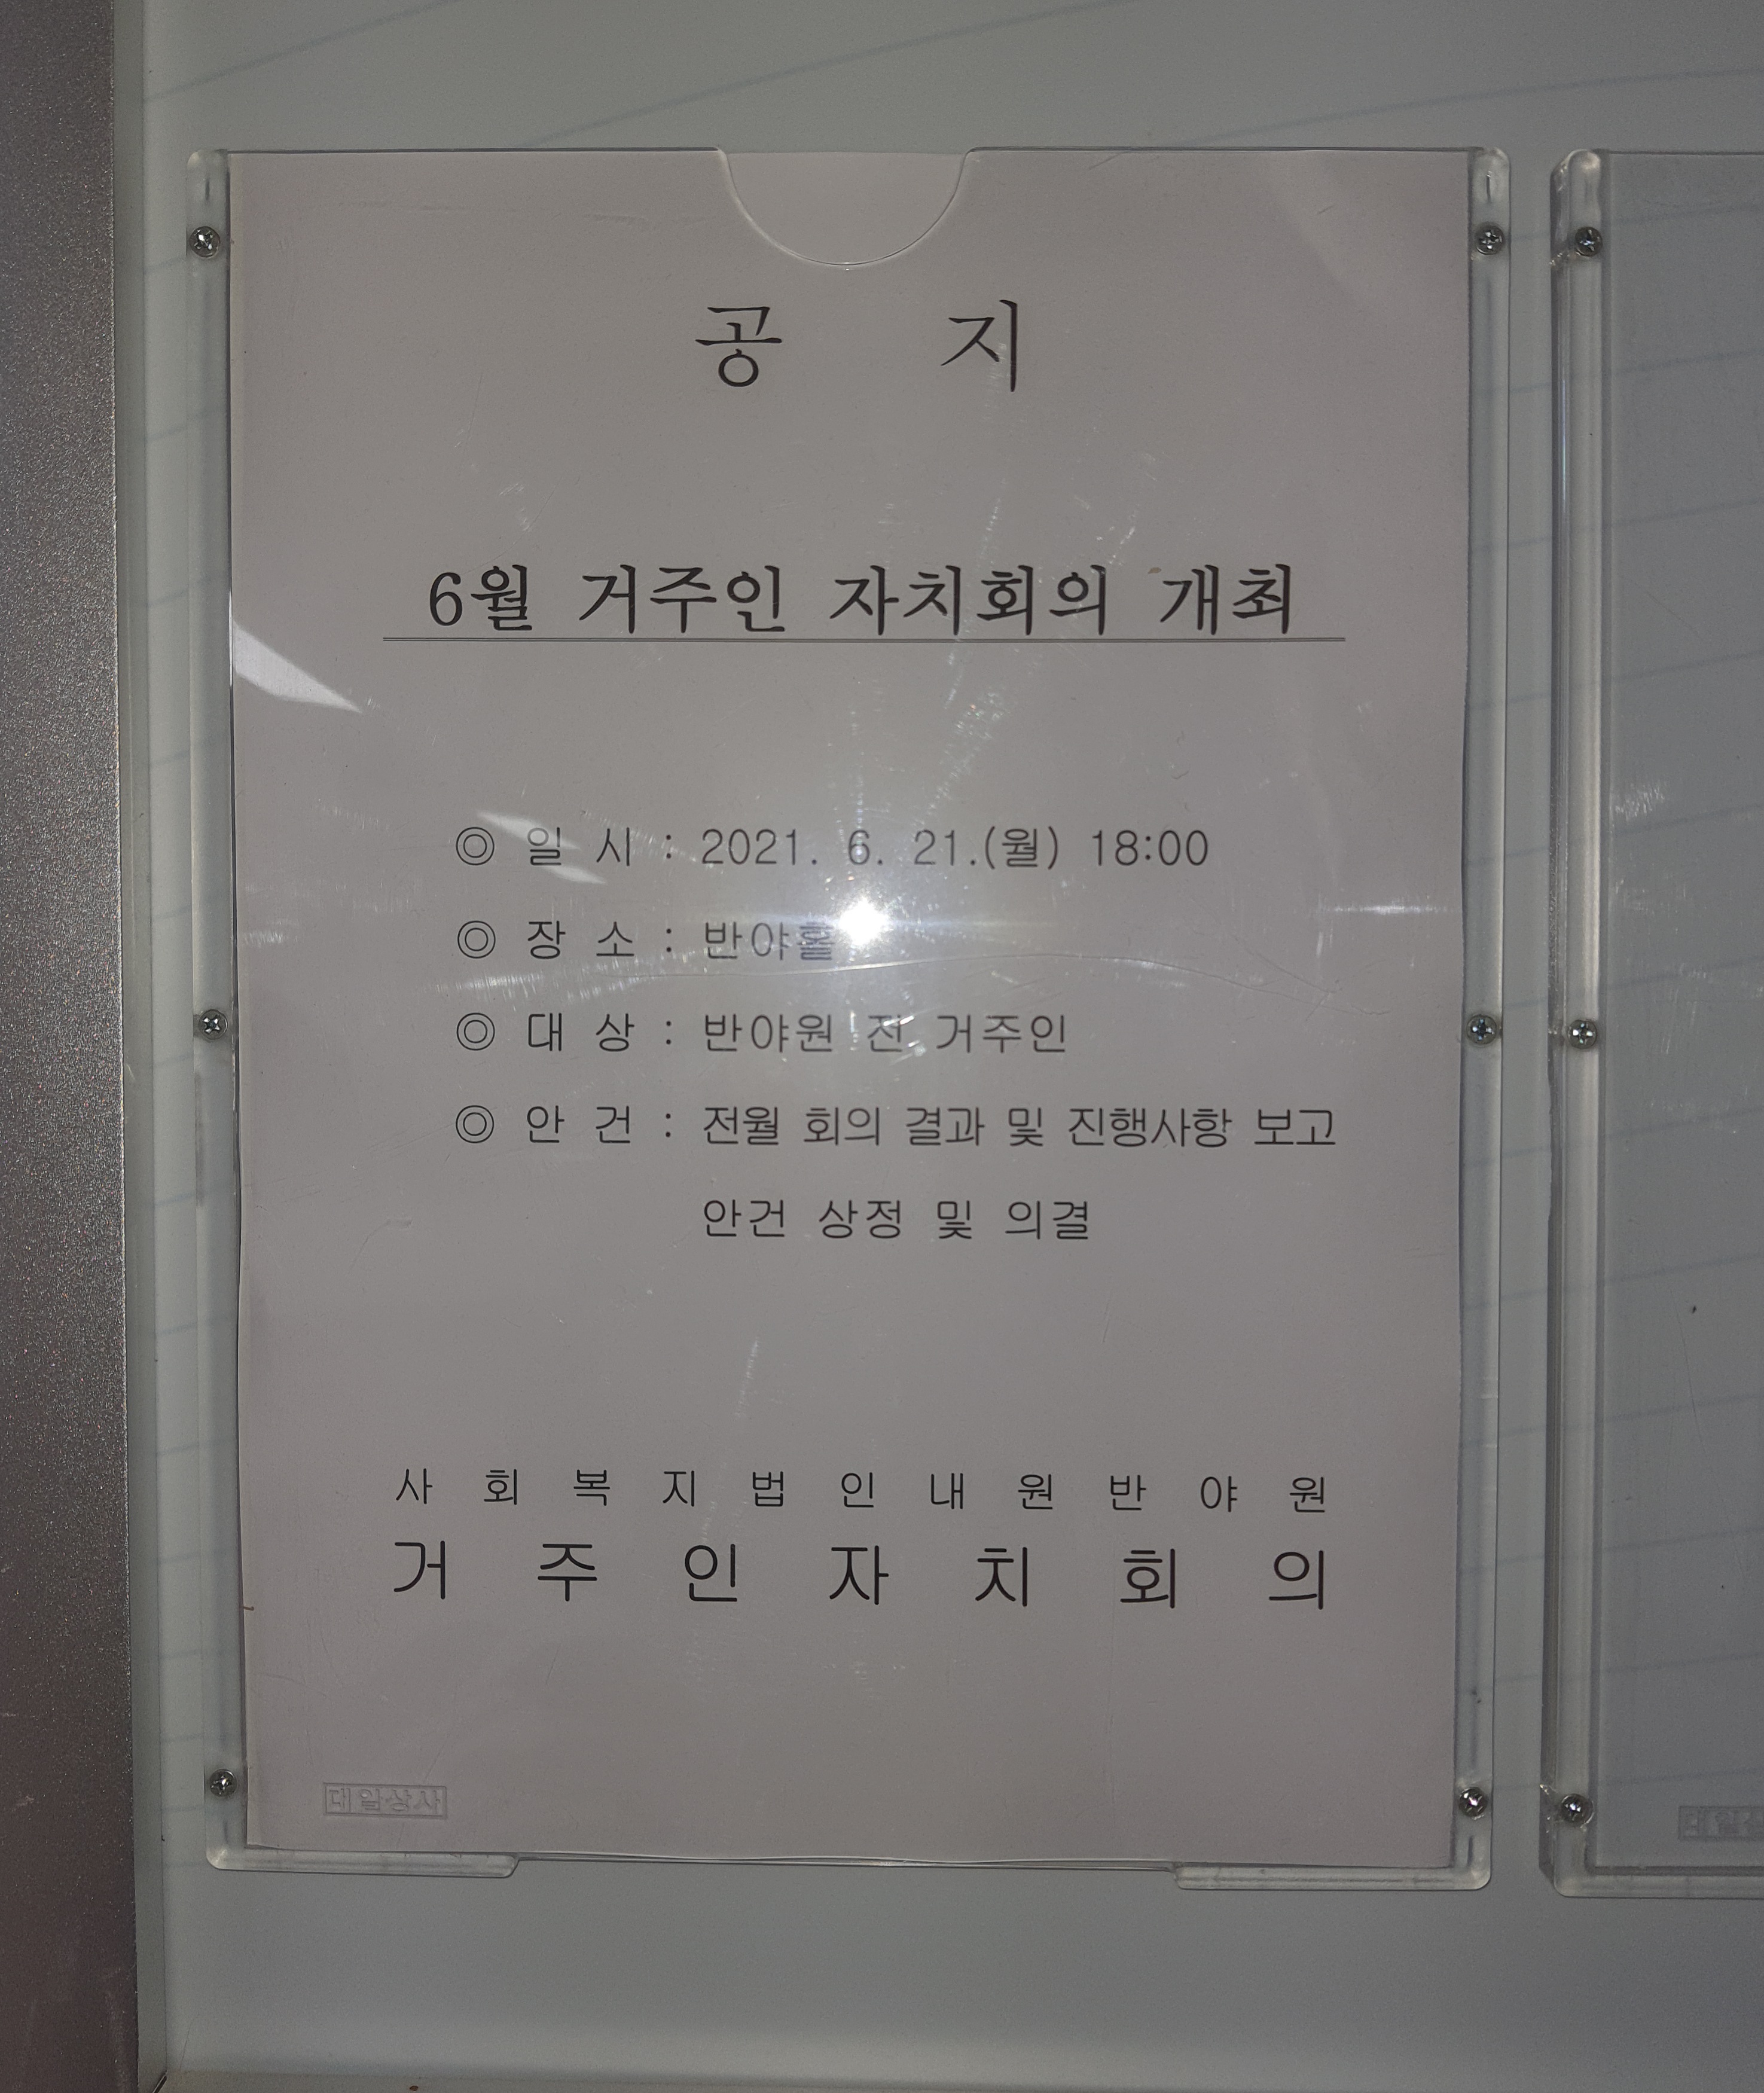 공 지
6월 거주인 자치회의 개최
◎ 일 시 : 2021. 6. 21.(월) 18:00
◎ 장 소 : 반야홀
◎ 대 상 : 반야원 전 거주인
◎ 안 건 : 전월 회의 결과 및 진행사항 보고
안건 상정 및 의결
사 회 복 지 법 인 내 원 반 야 원
거 주 인 자 치 회 의
대일상사